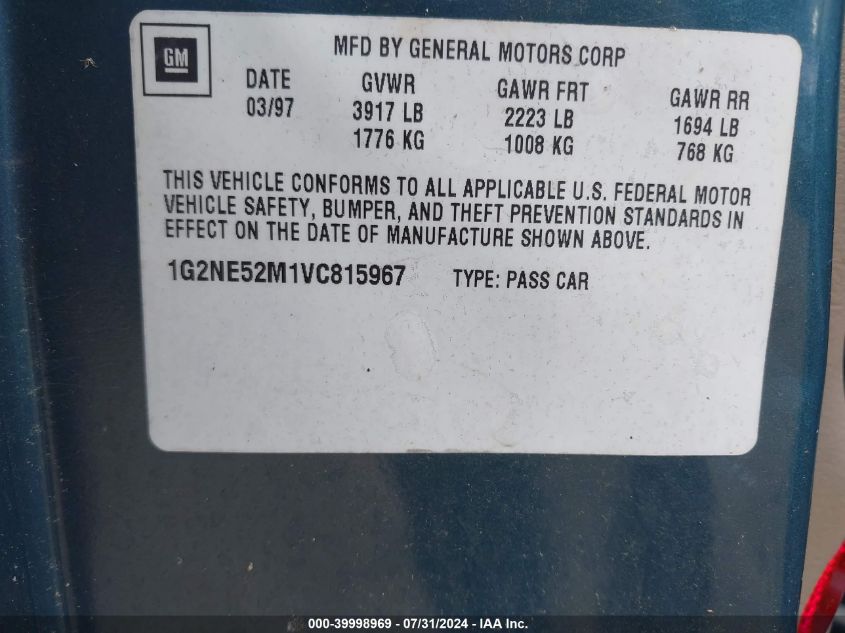 GM
MFD BY GENERAL MOTORS CORP
DATE GVWR GAWR FRT GAWR RR
03/97 3917 LB 2223 LB 1694 LB
1776 KG 1008 KG 768 KG
THIS VEHICLE CONFORMS TO ALL APPLICABLE U.S. FEDERAL MOTOR
VEHICLE SAFETY, BUMPER, AND THEFT PREVENTION STANDARDS IN
EFFECT ON THE DATE OF MANUFACTURE SHOWN ABOVE.
1G2NE52M1VC815967 TYPE: PASS CAR
000-39998969 / 07/31/2024 - IAA Inc.